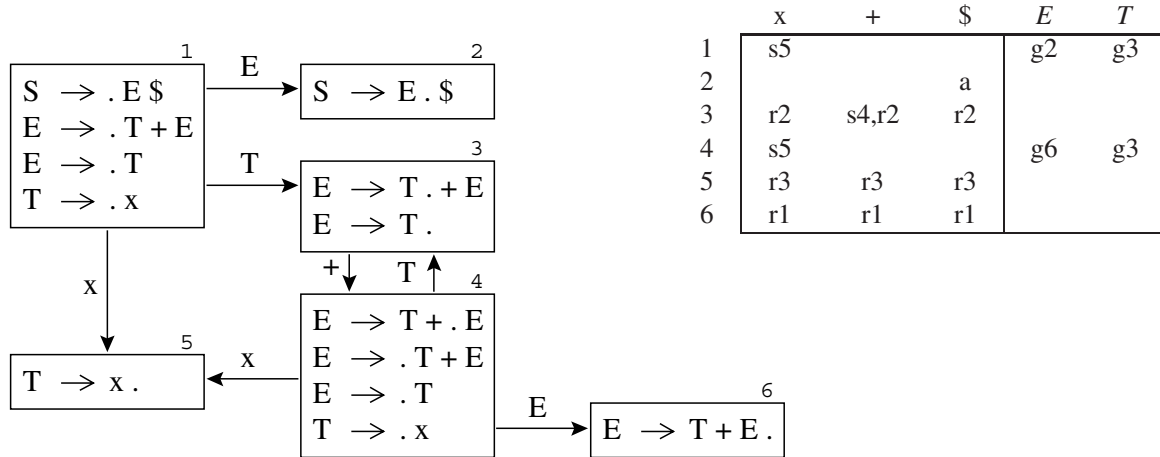 1
S → . E $
E → . T + E
E → . T
T → . x
E
2
S → E . $
T
3
E → T . + E
E → T .
x
+
T
4
E → T + . E
E → . T + E
E → . T
T → . x
5
T → x .
x
E
6
E → T + E .
x + $ E T
1 s5 g2 g3
2 a
3 r2 s4,r2 r2
4 s5 g6 g3
5 r3 r3 r3
6 r1 r1 r1